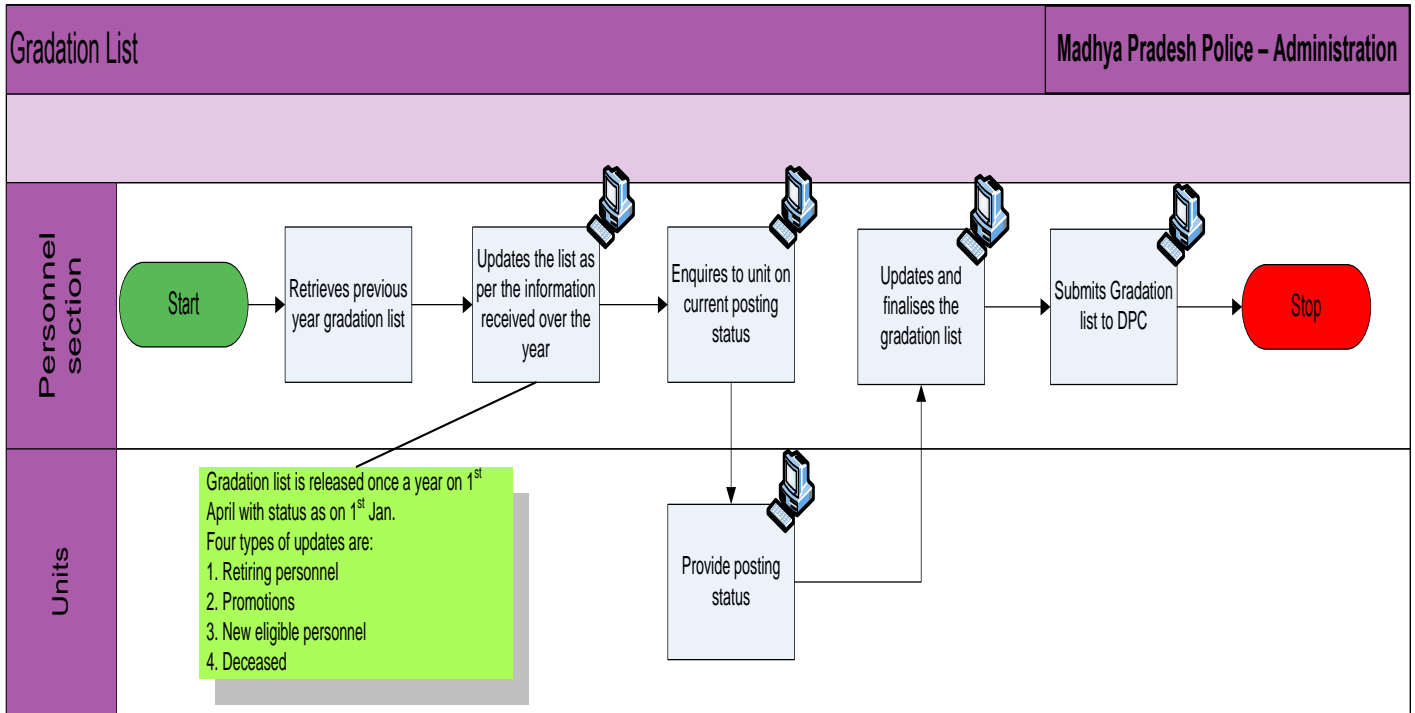 Gradation List
Madhya Pradesh Police – Administration
Personnel
section
Start
Retrieves previous
year gradation list
Updates the list as
per the information
received over the
year
Enquires to unit on
current posting
status
Updates and
finalises the
gradation list
Submits Gradation
list to DPC
Stop
Units
Gradation list is released once a year on 1st
April with status as on 1st Jan.
Four types of updates are:
1. Retiring personnel
2. Promotions
3. New eligible personnel
4. Deceased
Provide posting
status